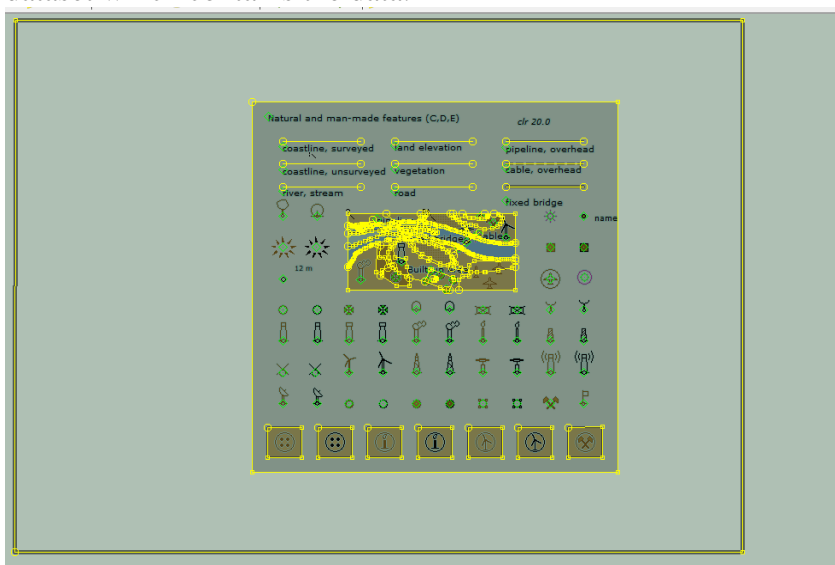 Natural and man-made features (C,D,E)
clr 20.0
coastline, surveyed
land elevation
pipeline, overhead
coastline, unsurveyed
vegetation
cable, overhead
river, stream
road
fixed bridge
name
12 m